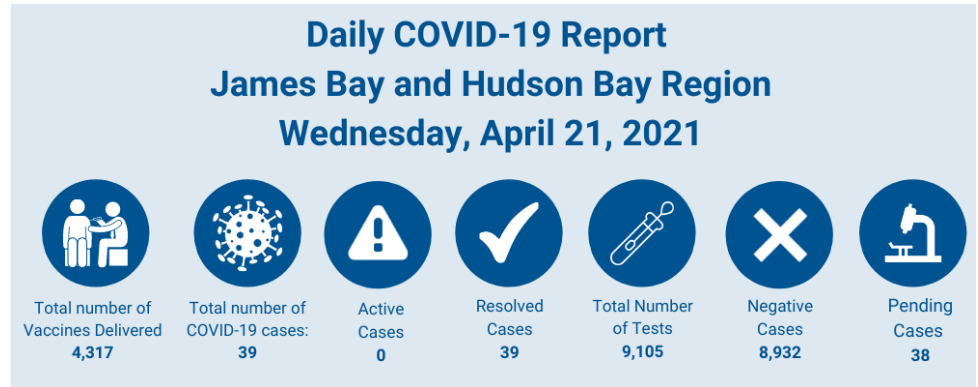 Daily COVID-19 Report
James Bay and Hudson Bay Region
Wednesday, April 21, 2021
Total number of
Vaccines Delivered
4,317
Total number of
COVID-19 cases:
39
Active
Cases
0
Resolved
Cases
39
Total Number
of Tests
9,105
Negative
Cases
8,932
Pending
Cases
38